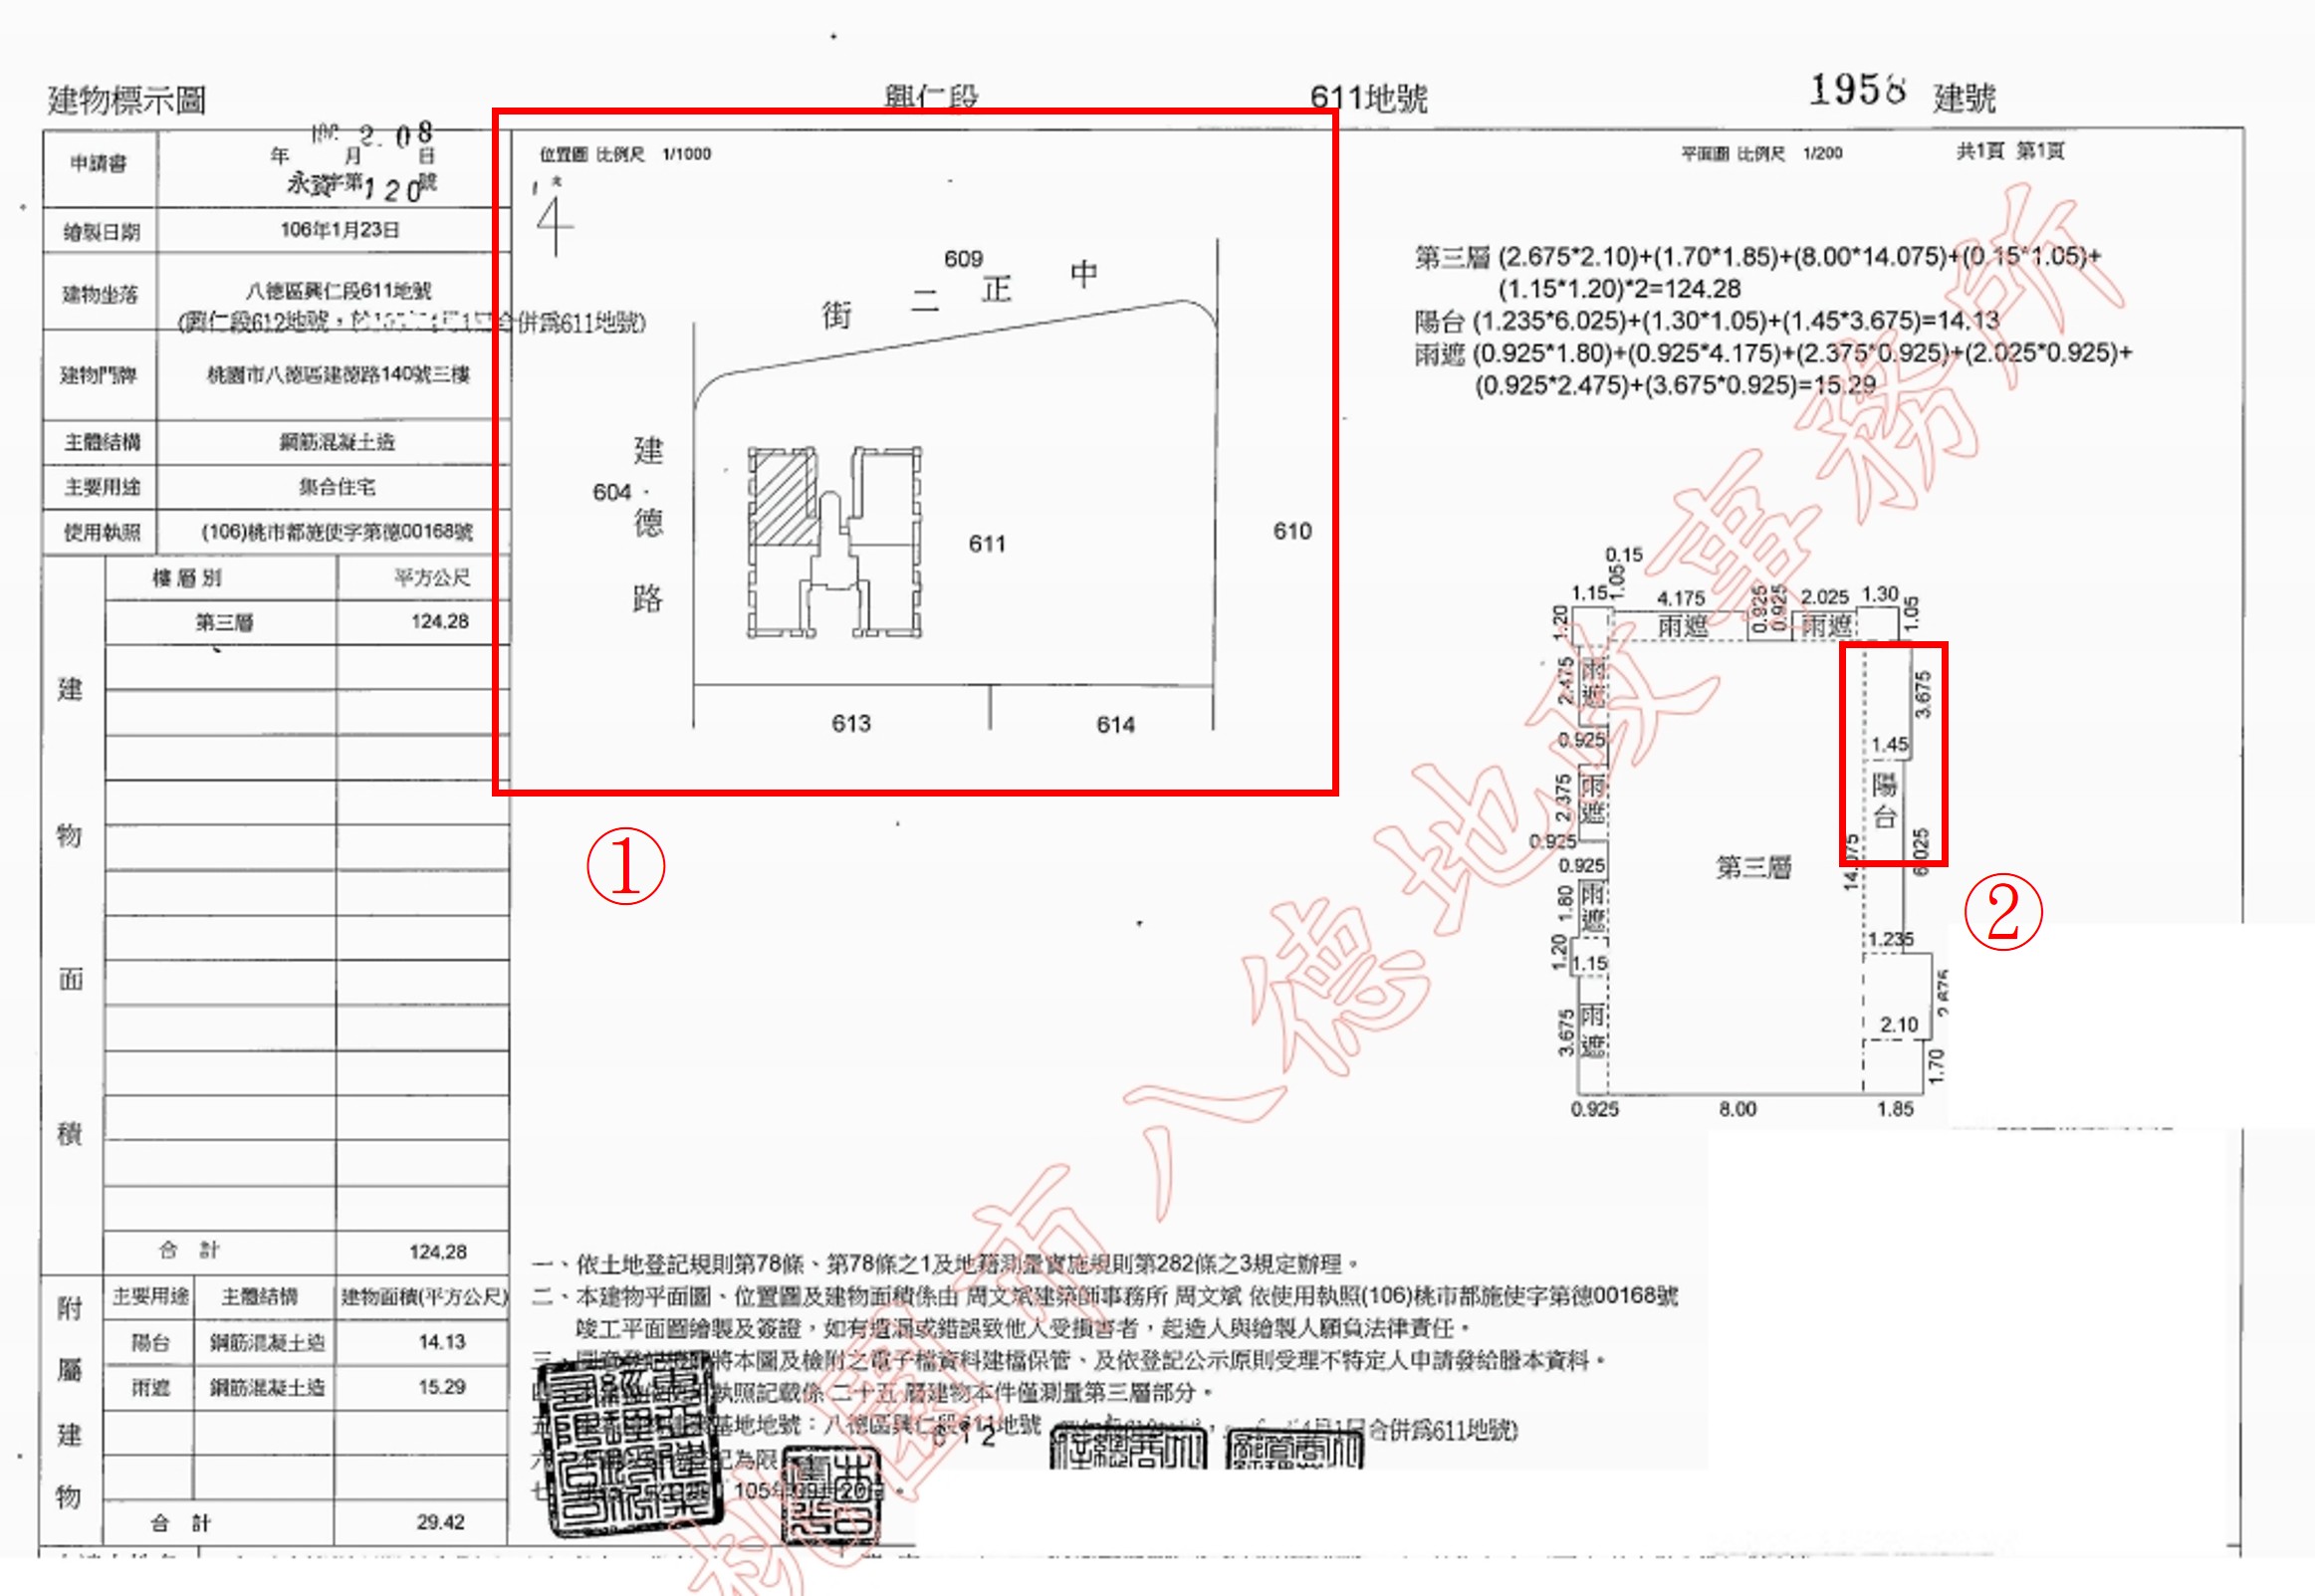 建物標示圖 興仁段 611地號 1958 建號
申請書
年 2.月08日
永資字第120號
繪製日期 106年1月23日
建物坐落 八德區興仁段611地號
(興仁段612地號,合併為611地號)
建物門牌 桃園市八德區建德路140號三樓
主體結構 鋼筋混凝土造
主要用途 集合住宅
使用執照 (106)桃市都施使字第德00168號
樓層別 平方公尺
第三層 124.28
建物面積
合計 124.28
附屬建物
主要用途 主體結構 建物面積(平方公尺)
陽台 鋼筋混凝土造 14.13
雨遮 鋼筋混凝土造 15.29
合計 29.42
位置圖 比例尺 1/1000
北
609
街二正中
建德路
604
611
610
613
614
①
平面圖 比例尺 1/200 共1頁 第1頁
第三層 (2.675*2.10)+(1.70*1.85)+(8.00*14.075)+(0.15*1.05)+
(1.15*1.20)*2=124.28
陽台 (1.235*6.025)+(1.30*1.05)+(1.45*3.675)=14.13
雨遮 (0.925*1.80)+(0.925*4.175)+(2.375*0.925)+(2.025*0.925)+
(0.925*2.475)+(3.675*0.925)=15.29
0.15
1.15 1.05 4.175 0.925 0.925 2.025 1.30 1.05
1.20 雨遮 雨遮
2.475 雨遮 3.675
0.925 1.45
2.375 雨遮 陽台
0.925 14.075 6.025
0.925 第三層
②
1.80 雨遮
1.20 1.15 1.235
3.675 雨遮 2.10 2.675
1.70
0.925 8.00 1.85
一、依土地登記規則第78條、第78條之1及地籍測量實施規則第282條之3規定辦理。
二、本建物平面圖、位置圖及建物面積係由 周文斌建築師事務所 周文斌 依使用執照(106)桃市都施使字第德00168號
竣工平面圖繪製及簽證,如有遺漏或錯誤致他人受損害者,起造人與繪製人願負法律責任。
三、將本圖及檢附之電子檔資料建檔保管、及依登記公示原則受理不特定人申請發給謄本資料。
執照記載係 二十五 層建物本件僅測量第三層部分。
五 基地地號:八德區興仁段611地號 4月1日合併為611地號)
612
六 記為限
七 105年09月20日。
桃園市八德地政事務所